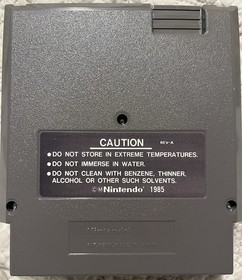 CAUTION REV-A
• DO NOT STORE IN EXTREME TEMPERATURES.
• DO NOT IMMERSE IN WATER.
• DO NOT CLEAN WITH BENZENE, THINNER,
ALCOHOL OR OTHER SUCH SOLVENTS.
©Nintendo 1985